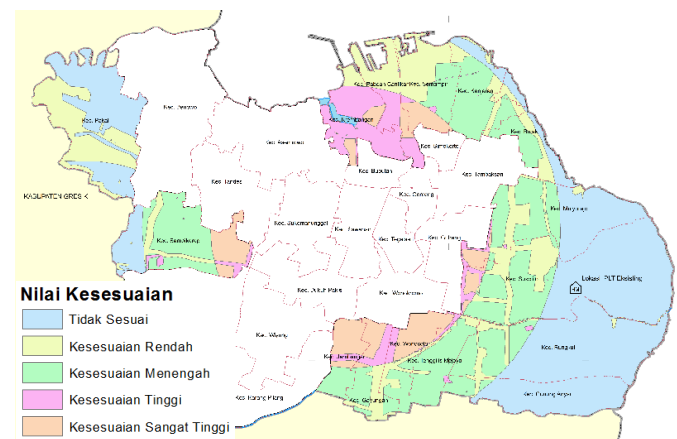 Kec. Pabean Cantikan
Kec. Semampir
Kec. Kenjeran
Kec. Pakal
Kec. Krembangan
Kec. Bulak
Kec. Simokerto
Kec. Asemrowo
Kec. Bubutan
Kec. Tambaksari
Kec. Tandes
Kec. Genteng
KABUPATEN GRESIK
Kec. Mulyorejo
Kec. Sukomanunggal
Kec. Sawahan
Kec. Tegalsari
Kec. Gubeng
Kec. Sambikerep
Kec. Sukolilo
Lokasi IPLT Eksisting
Nilai Kesesuaian
Kec. Dukuh Pakis
Kec. Wonokromo
Tidak Sesuai
Kec. Wiyung
Kec. Wonocolo
Kec. Rungkut
Kesesuaian Rendah
Kec. Jambangan
Kec. Tenggilis Mejoyo
Kesesuaian Menengah
Kec. Karang Pilang
Kec. Gayungan
Kec. Gunung Anyar
Kesesuaian Tinggi
Kesesuaian Sangat Tinggi